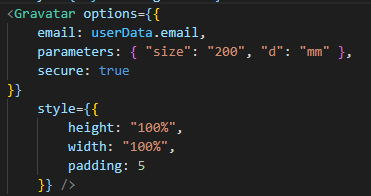 <Gravatar options={{
    email: userData.email,
    parameters: { "size": "200", "d": "mm" },
    secure: true
}}
    style={{
        height: "100%",
        width: "100%",
        padding: 5
    }} />